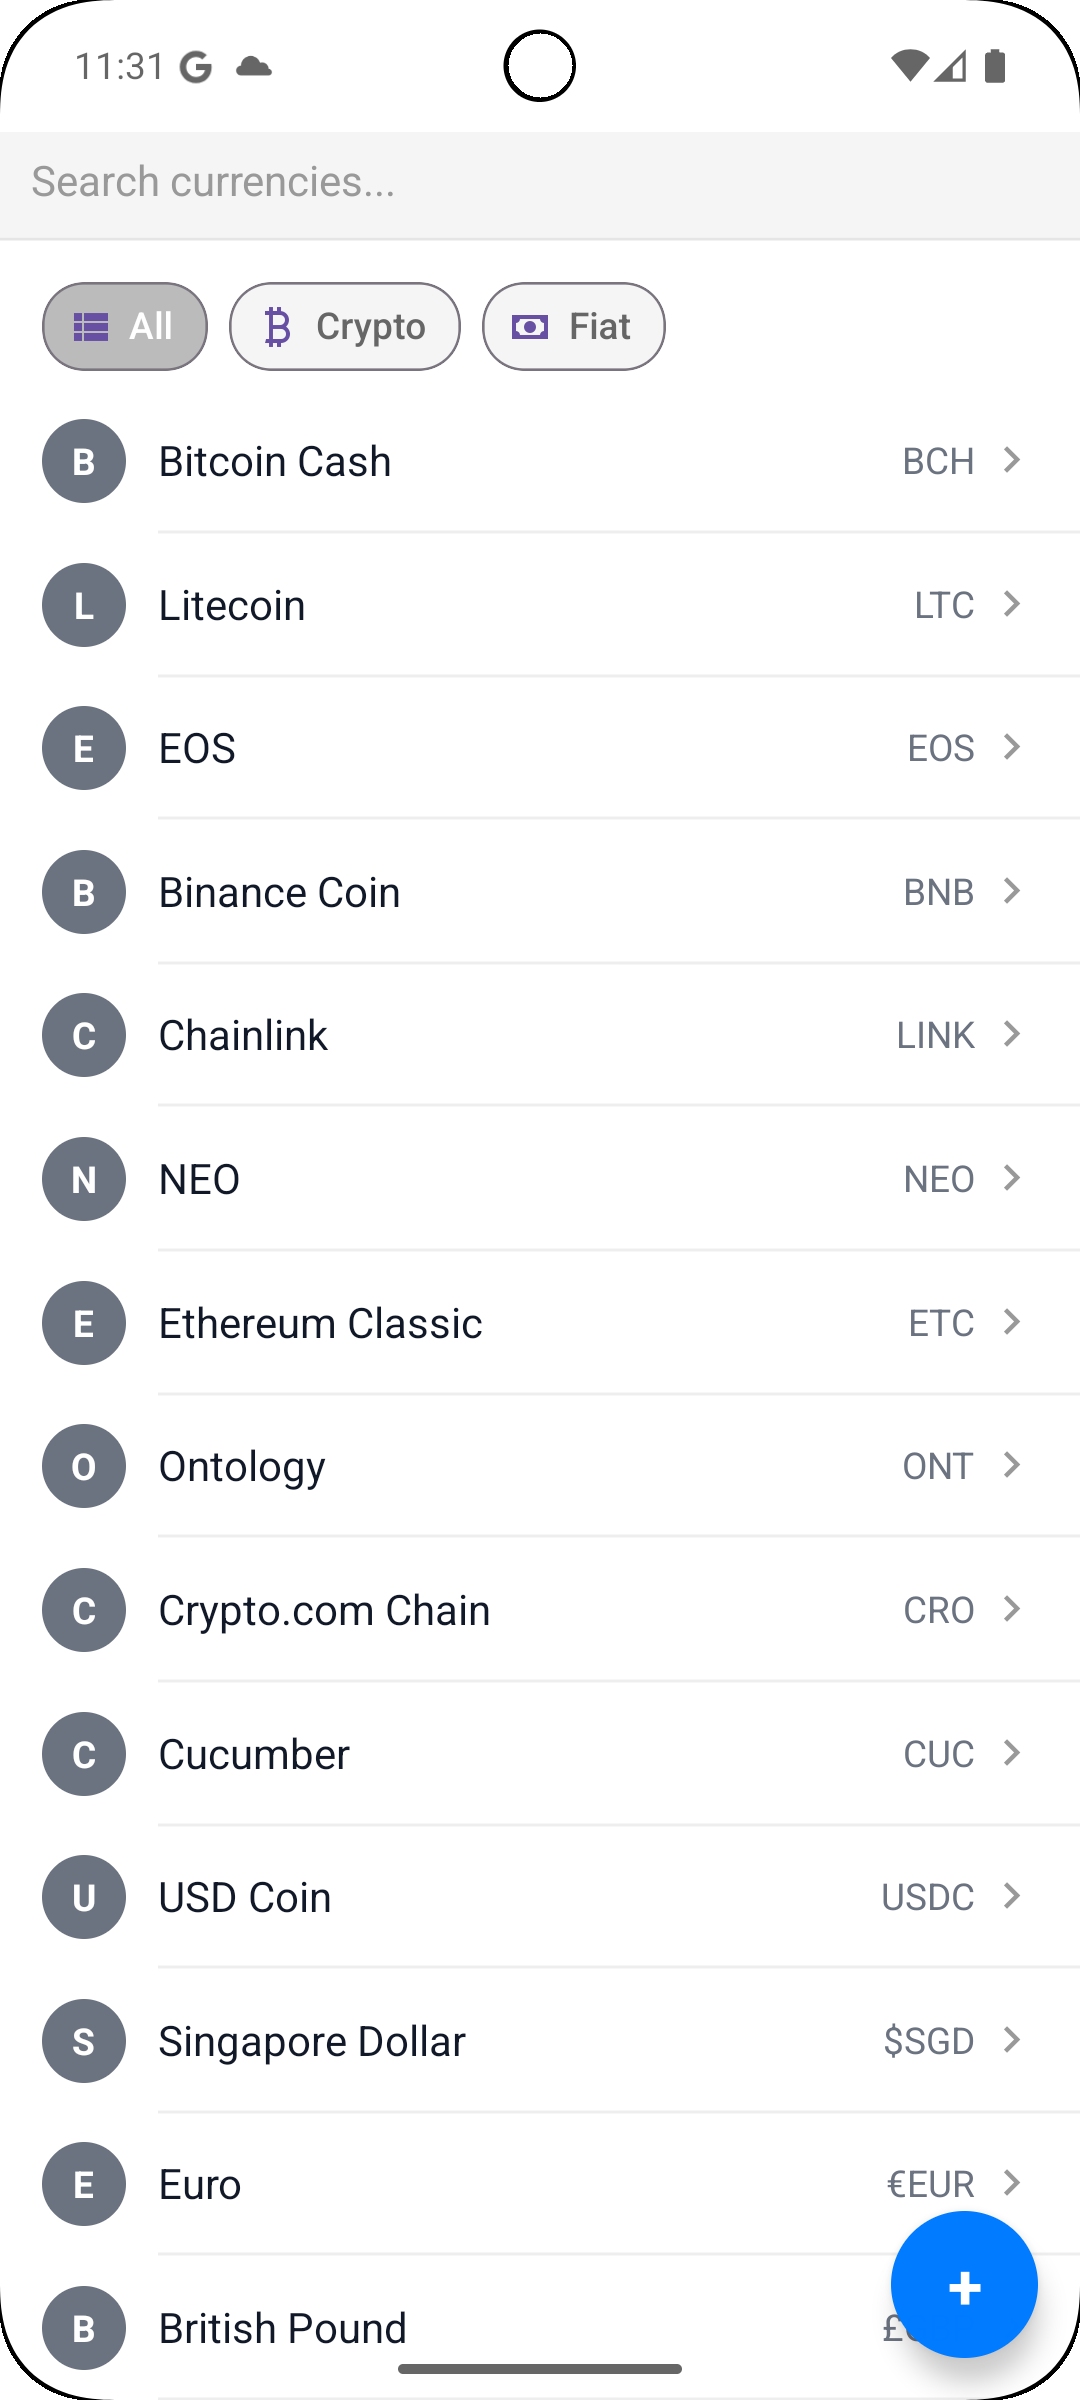 11:31
Search currencies...
All
Crypto
Fiat
B Bitcoin Cash BCH
L Litecoin LTC
E EOS EOS
B Binance Coin BNB
C Chainlink LINK
N NEO NEO
E Ethereum Classic ETC
O Ontology ONT
C Crypto.com Chain CRO
C Cucumber CUC
U USD Coin USDC
S Singapore Dollar $SGD
E Euro €EUR
+
B British Pound